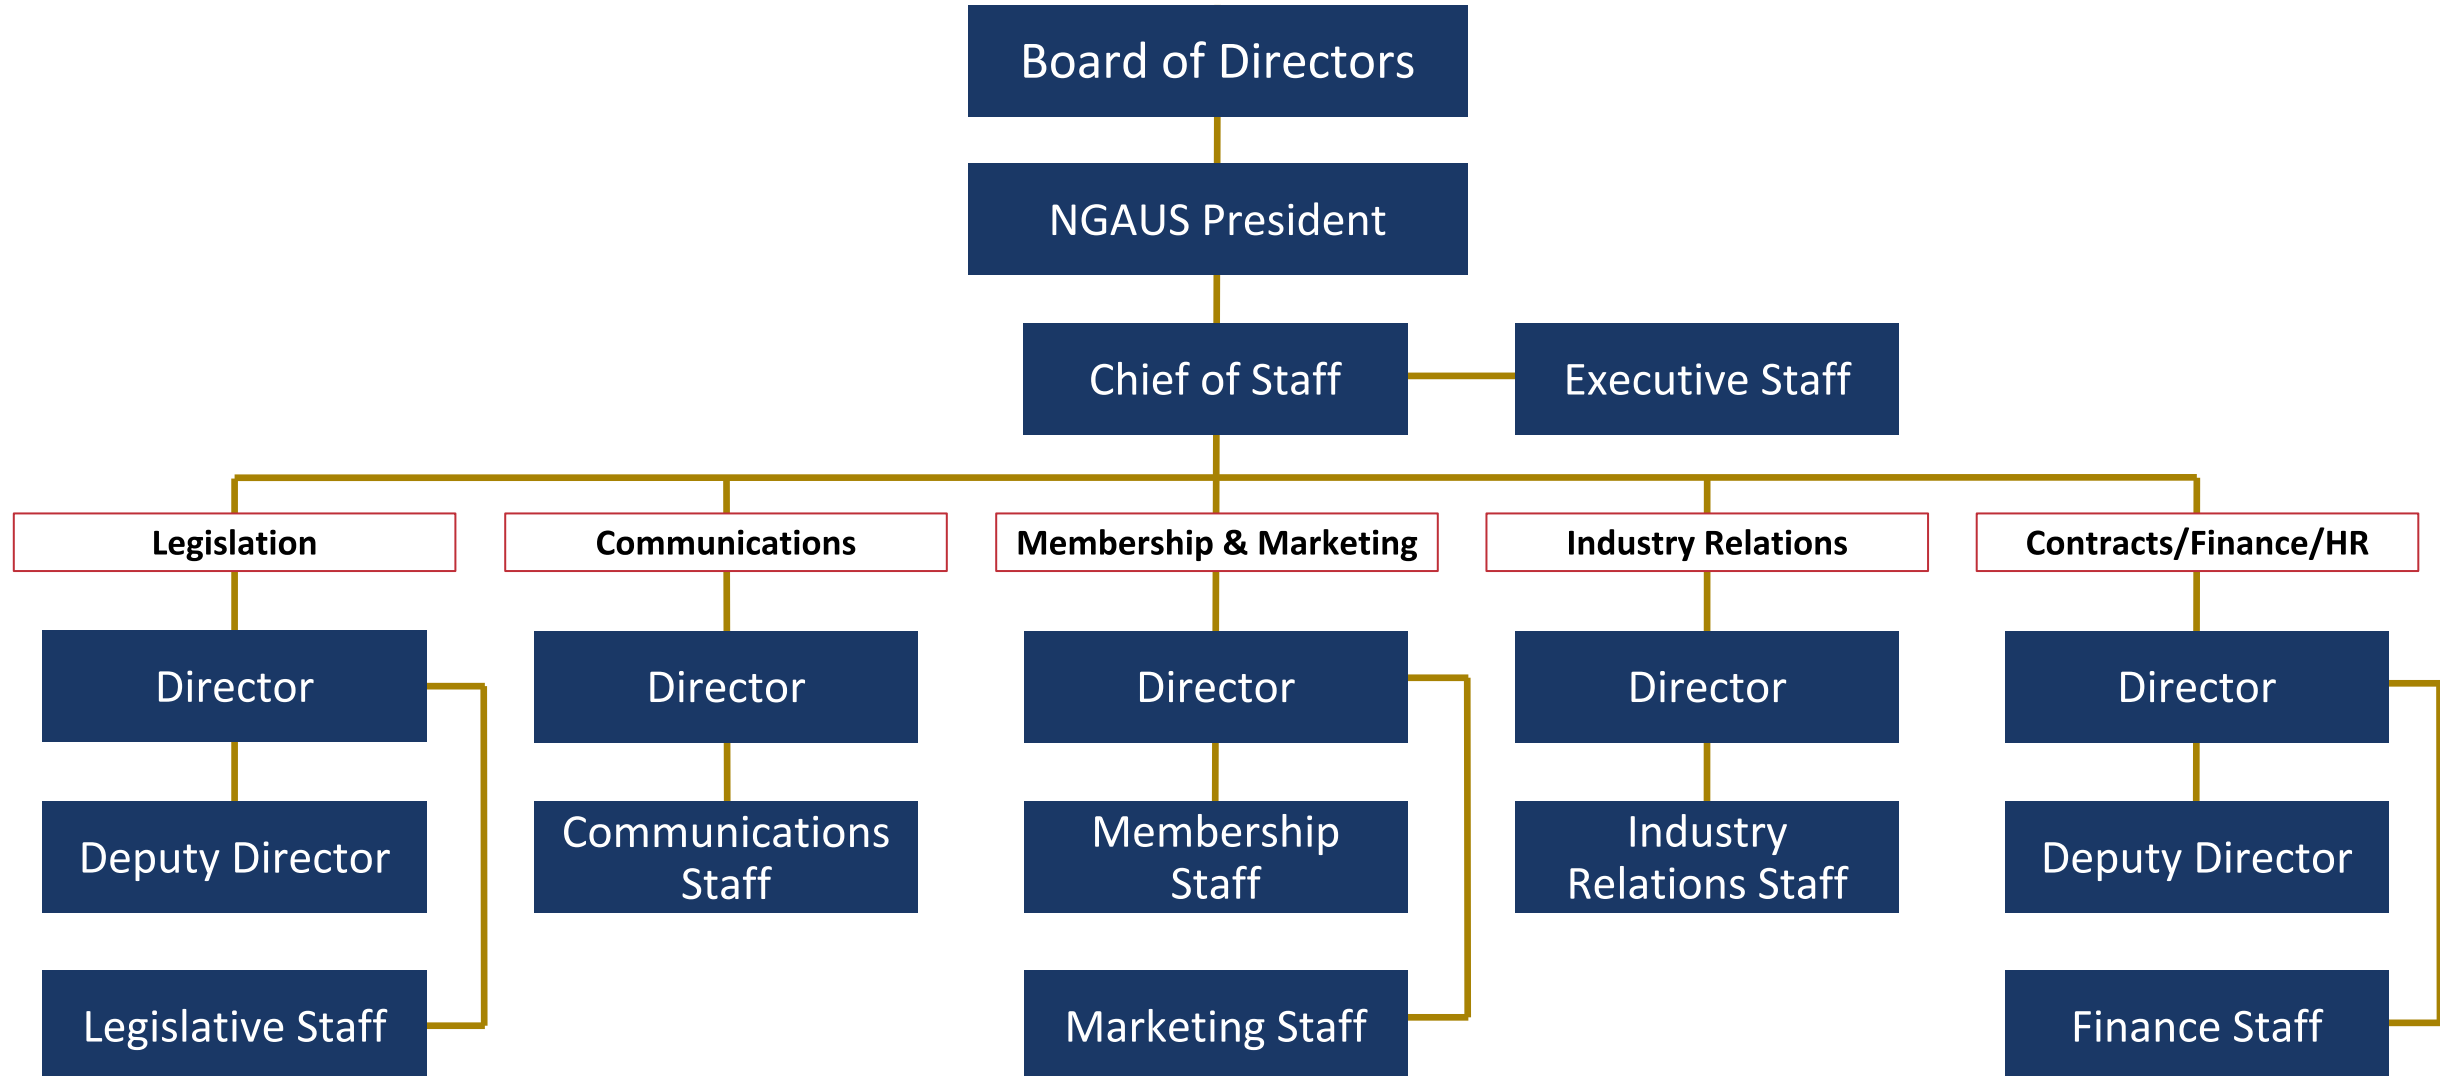 Board of Directors
NGAUS President
Chief of Staff
Executive Staff
Legislation
Communications
Membership & Marketing
Industry Relations
Contracts/Finance/HR
Director
Director
Director
Director
Director
Deputy Director
Communications
Staff
Membership
Staff
Industry
Relations Staff
Deputy Director
Legislative Staff
Marketing Staff
Finance Staff